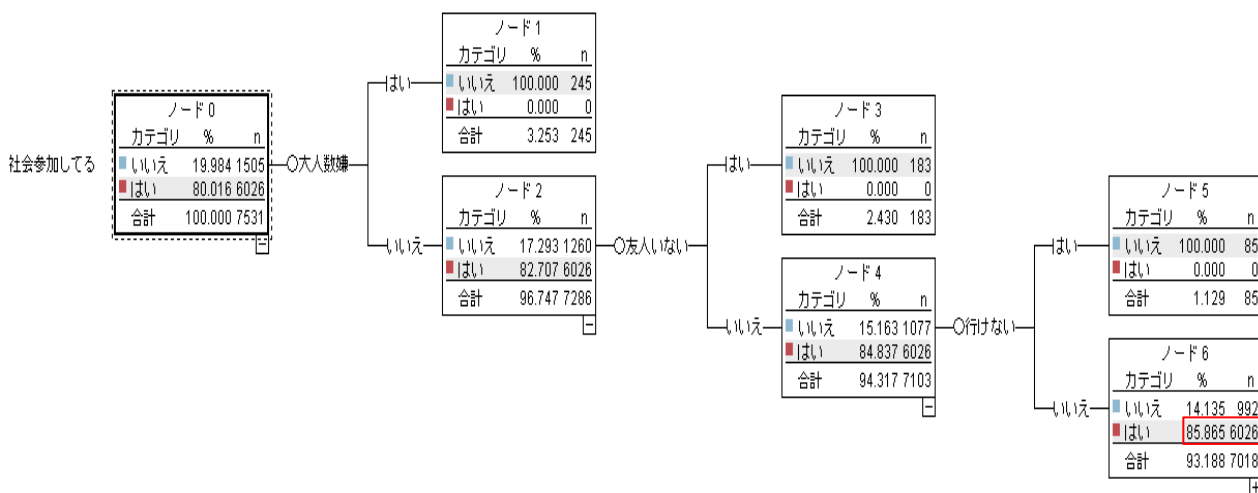 社会参加してる
ノード 0
カテゴリ % n
いいえ 19.984 1505
はい 80.016 6026
合計 100.000 7531
〇大人数嫌
はい
ノード 1
カテゴリ % n
いいえ 100.000 245
はい 0.000 0
合計 3.253 245
いいえ
ノード 2
カテゴリ % n
いいえ 17.293 1260
はい 82.707 6026
合計 96.747 7286
〇友人いない
はい
ノード 3
カテゴリ % n
いいえ 100.000 183
はい 0.000 0
合計 2.430 183
いいえ
ノード 4
カテゴリ % n
いいえ 15.163 1077
はい 84.837 6026
合計 94.317 7103
〇行けない
はい
ノード 5
カテゴリ % n
いいえ 100.000 85
はい 0.000 0
合計 1.129 85
いいえ
ノード 6
カテゴリ % n
いいえ 14.135 992
はい 85.865 6026
合計 93.188 7018